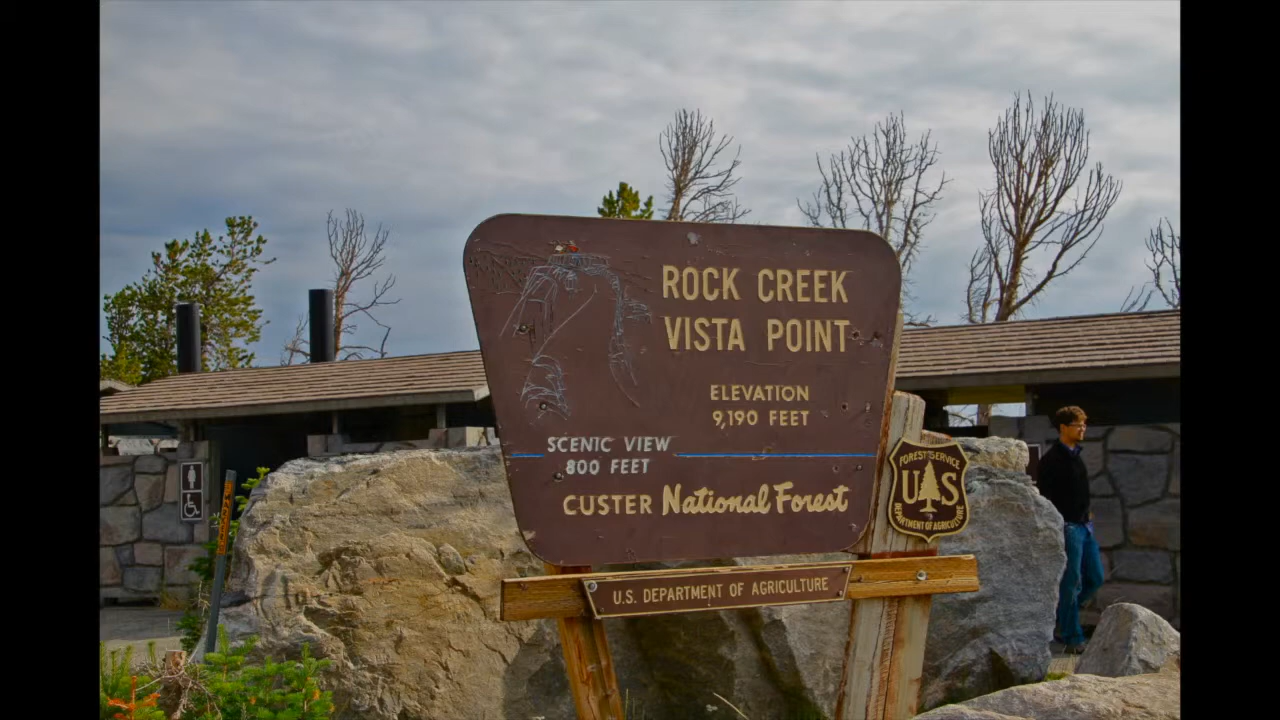 ROCK CREEK
VISTA POINT
ELEVATION
9,190 FEET
SCENIC VIEW
800 FEET
CUSTER National Forest
FOREST SERVICE
US
DEPARTMENT OF AGRICULTURE
U.S. DEPARTMENT OF AGRICULTURE